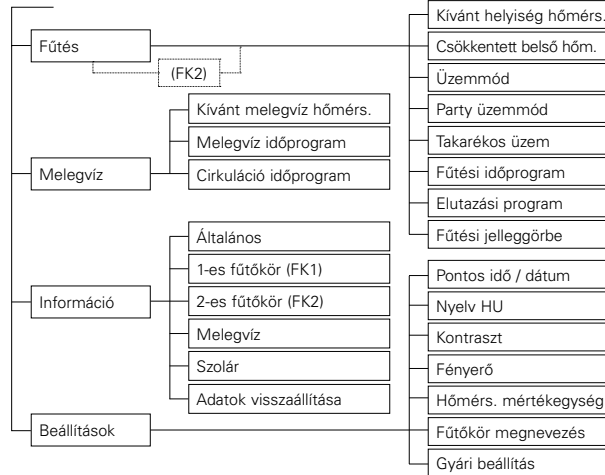 Fűtés
(FK2)
Kívánt helyiség hőmérs.
Csökkentett belső hőm.
Üzemmód
Party üzemmód
Takarékos üzem
Fűtési időprogram
Elutazási program
Fűtési jelleggörbe
Melegvíz
Kívánt melegvíz hőmérs.
Melegvíz időprogram
Cirkuláció időprogram
Információ
Általános
1-es fűtőkör (FK1)
2-es fűtőkör (FK2)
Melegvíz
Szolár
Adatok visszaállítása
Beállítások
Pontos idő / dátum
Nyelv HU
Kontraszt
Fényerő
Hőmérs. mértékegység
Fűtőkör megnevezés
Gyári beállítás